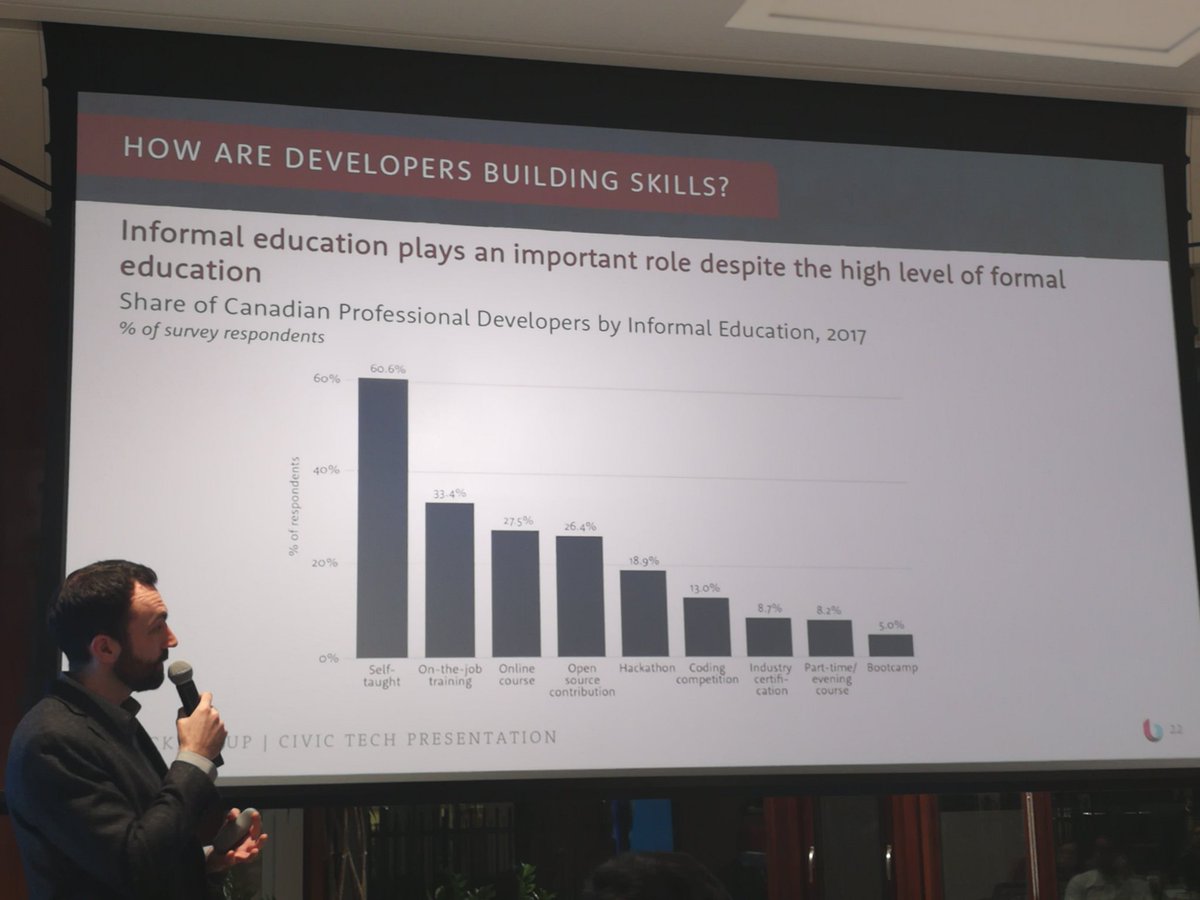 HOW ARE DEVELOPERS BUILDING SKILLS?
Informal education plays an important role despite the high level of formal
education
Share of Canadian Professional Developers by Informal Education, 2017
% of survey respondents
% of respondents
60%
40%
20%
0%
60.6%
33.4%
27.5%
26.4%
18.9%
13.0%
8.7%
8.2%
5.0%
Self-
taught
On-the-job
training
Online
course
Open
source
contribution
Hackathon
Coding
competition
Industry
certifi-
cation
Part-time/
evening
course
Bootcamp
UP | CIVIC TECH PRESENTATION
22